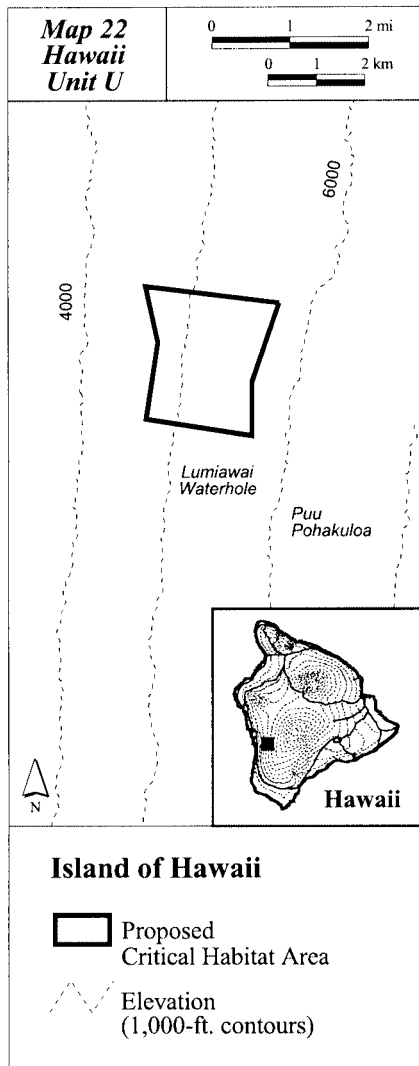 Map 22
Hawaii
Unit U
0 1 2 mi
0 1 2 km
6000
4000
Lumiawai
Waterhole
Puu
Pohakuloa
N
Hawaii
Island of Hawaii
Proposed
Critical Habitat Area
Elevation
(1,000-ft. contours)